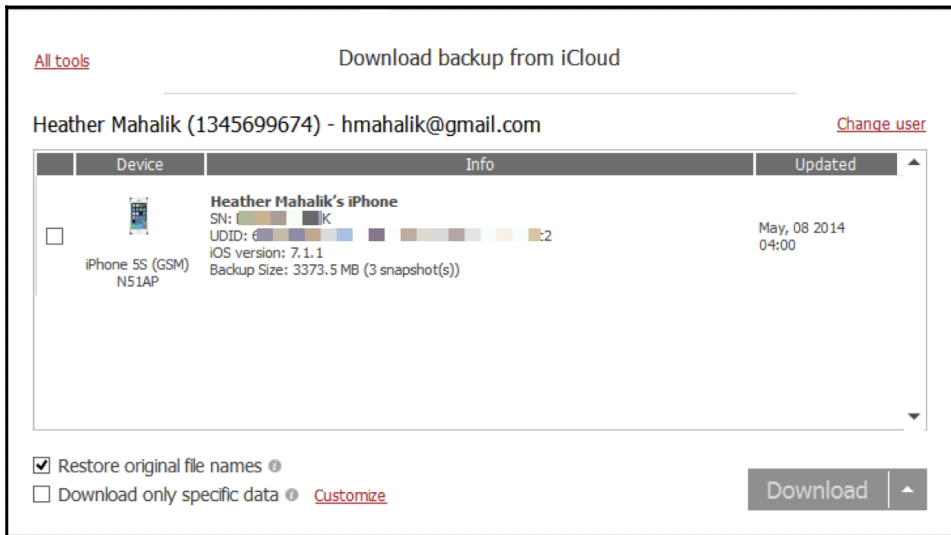 All tools
Download backup from iCloud
Heather Mahalik (1345699674) - hmahalik@gmail.com
Change user
Device
Info
Updated
iPhone 5S (GSM)
N51AP
Heather Mahalik's iPhone
SN: K
UDID: 6 c2
iOS version: 7.1.1
Backup Size: 3373.5 MB (3 snapshot(s))
May, 08 2014
04:00
Restore original file names
Download only specific data
Customize
Download